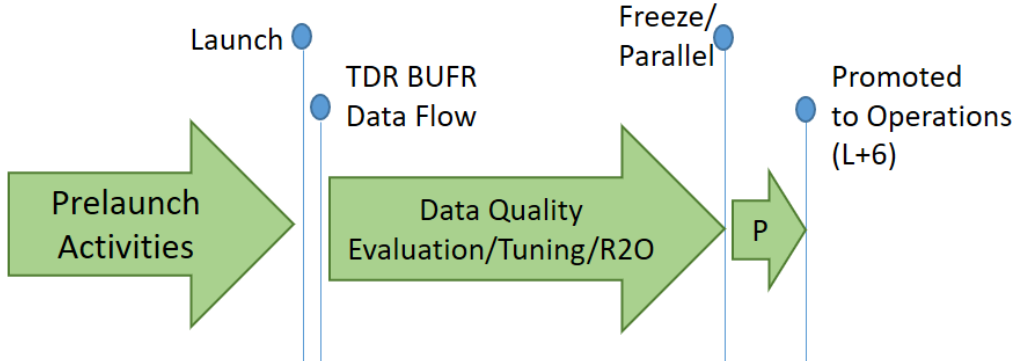 Launch
TDR BUFR
Data Flow
Freeze/
Parallel
Promoted
to Operations
(L+6)
Prelaunch
Activities
Data Quality
Evaluation/Tuning/R2O
P